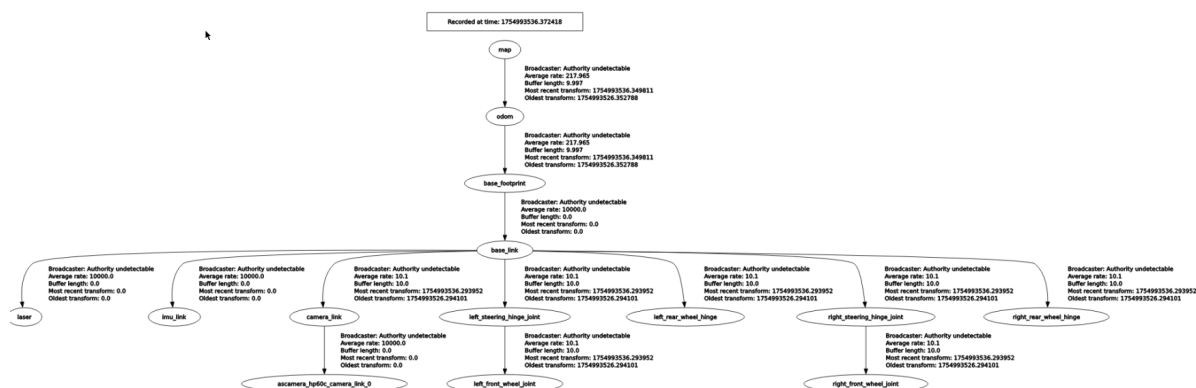 Recorded at time: 1754993536.372418
map
Broadcaster: Authority undetectable
Average rate: 217.965
Buffer length: 9.997
Most recent transform: 1754993536.349811
Oldest transform: 1754993526.352788
odom
Broadcaster: Authority undetectable
Average rate: 217.965
Buffer length: 9.997
Most recent transform: 1754993536.349811
Oldest transform: 1754993526.352788
base_footprint
Broadcaster: Authority undetectable
Average rate: 10000.0
Buffer length: 0.0
Most recent transform: 0.0
Oldest transform: 0.0
base_link
Broadcaster: Authority undetectable
Average rate: 10000.0
Buffer length: 0.0
Most recent transform: 0.0
Oldest transform: 0.0
Broadcaster: Authority undetectable
Average rate: 10000.0
Buffer length: 0.0
Most recent transform: 0.0
Oldest transform: 0.0
Broadcaster: Authority undetectable
Average rate: 10.1
Buffer length: 10.0
Most recent transform: 1754993536.293952
Oldest transform: 1754993526.294101
Broadcaster: Authority undetectable
Average rate: 10.1
Buffer length: 10.0
Most recent transform: 1754993536.293952
Oldest transform: 1754993526.294101
Broadcaster: Authority undetectable
Average rate: 10.1
Buffer length: 10.0
Most recent transform: 1754993536.293952
Oldest transform: 1754993526.294101
Broadcaster: Authority undetectable
Average rate: 10.1
Buffer length: 10.0
Most recent transform: 1754993536.293952
Oldest transform: 1754993526.294101
Broadcaster: Authority undetectable
Average rate: 10.1
Buffer length: 10.0
Most recent transform: 1754993536.293952
Oldest transform: 1754993526.294101
laser
imu_link
camera_link
left_steering_hinge_joint
left_rear_wheel_hinge
right_steering_hinge_joint
right_rear_wheel_hinge
Broadcaster: Authority undetectable
Average rate: 10000.0
Buffer length: 0.0
Most recent transform: 0.0
Oldest transform: 0.0
Broadcaster: Authority undetectable
Average rate: 10.1
Buffer length: 10.0
Most recent transform: 1754993536.293952
Oldest transform: 1754993526.294101
Broadcaster: Authority undetectable
Average rate: 10.1
Buffer length: 10.0
Most recent transform: 1754993536.293952
Oldest transform: 1754993526.294101
ascamera_hp60c_camera_link_0
left_front_wheel_joint
right_front_wheel_joint